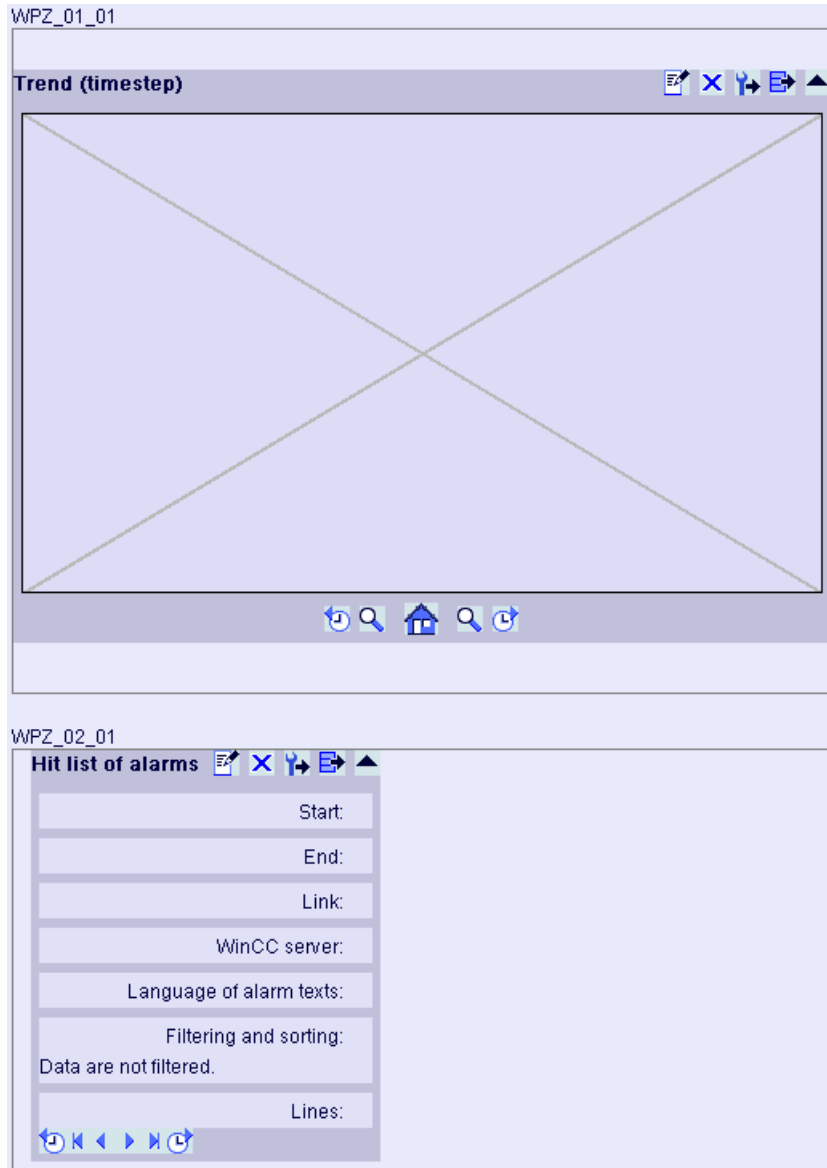 WPZ_01_01
Trend (timestep)
WPZ_02_01
Hit list of alarms
Start:
End:
Link:
WinCC server:
Language of alarm texts:
Filtering and sorting:
Data are not filtered.
Lines: